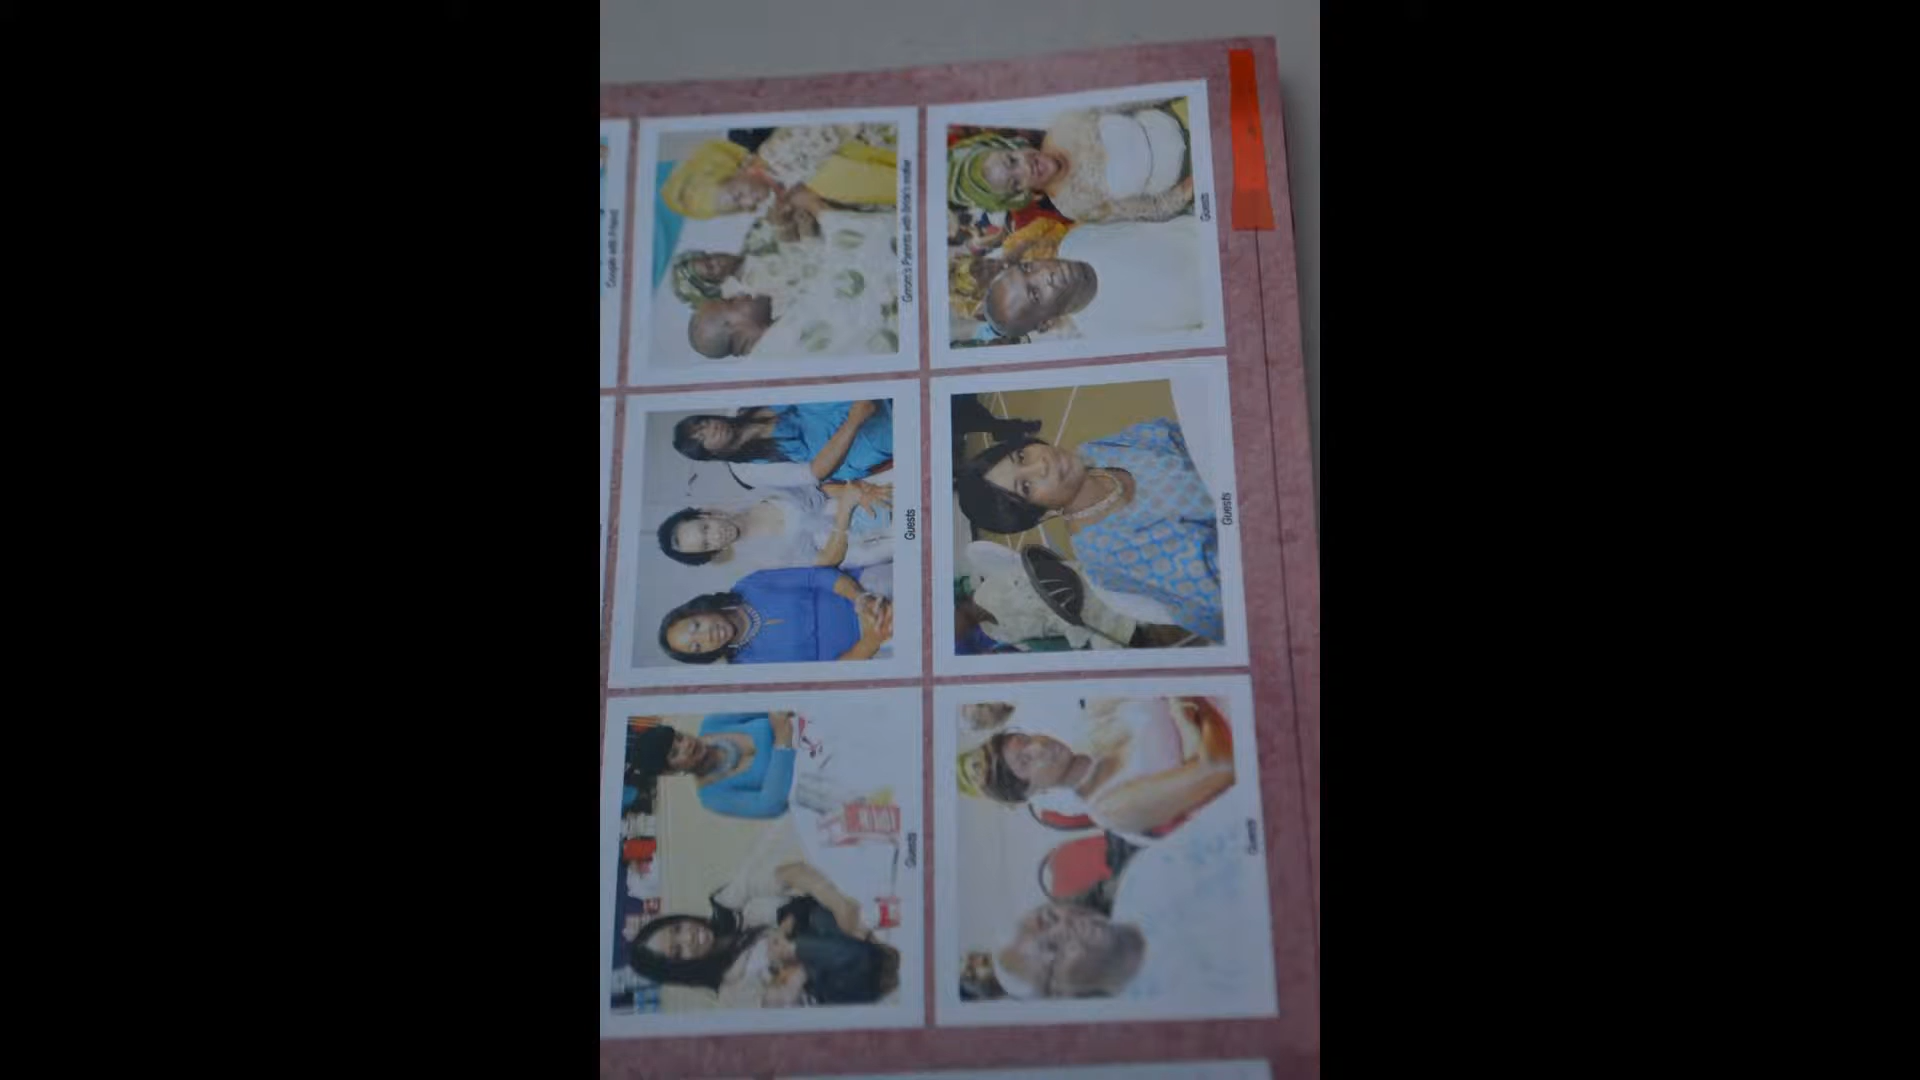 Couple with Friend
Groom's Parents with Bride's mother
Guests
Guests
Guests
Guests
Guests